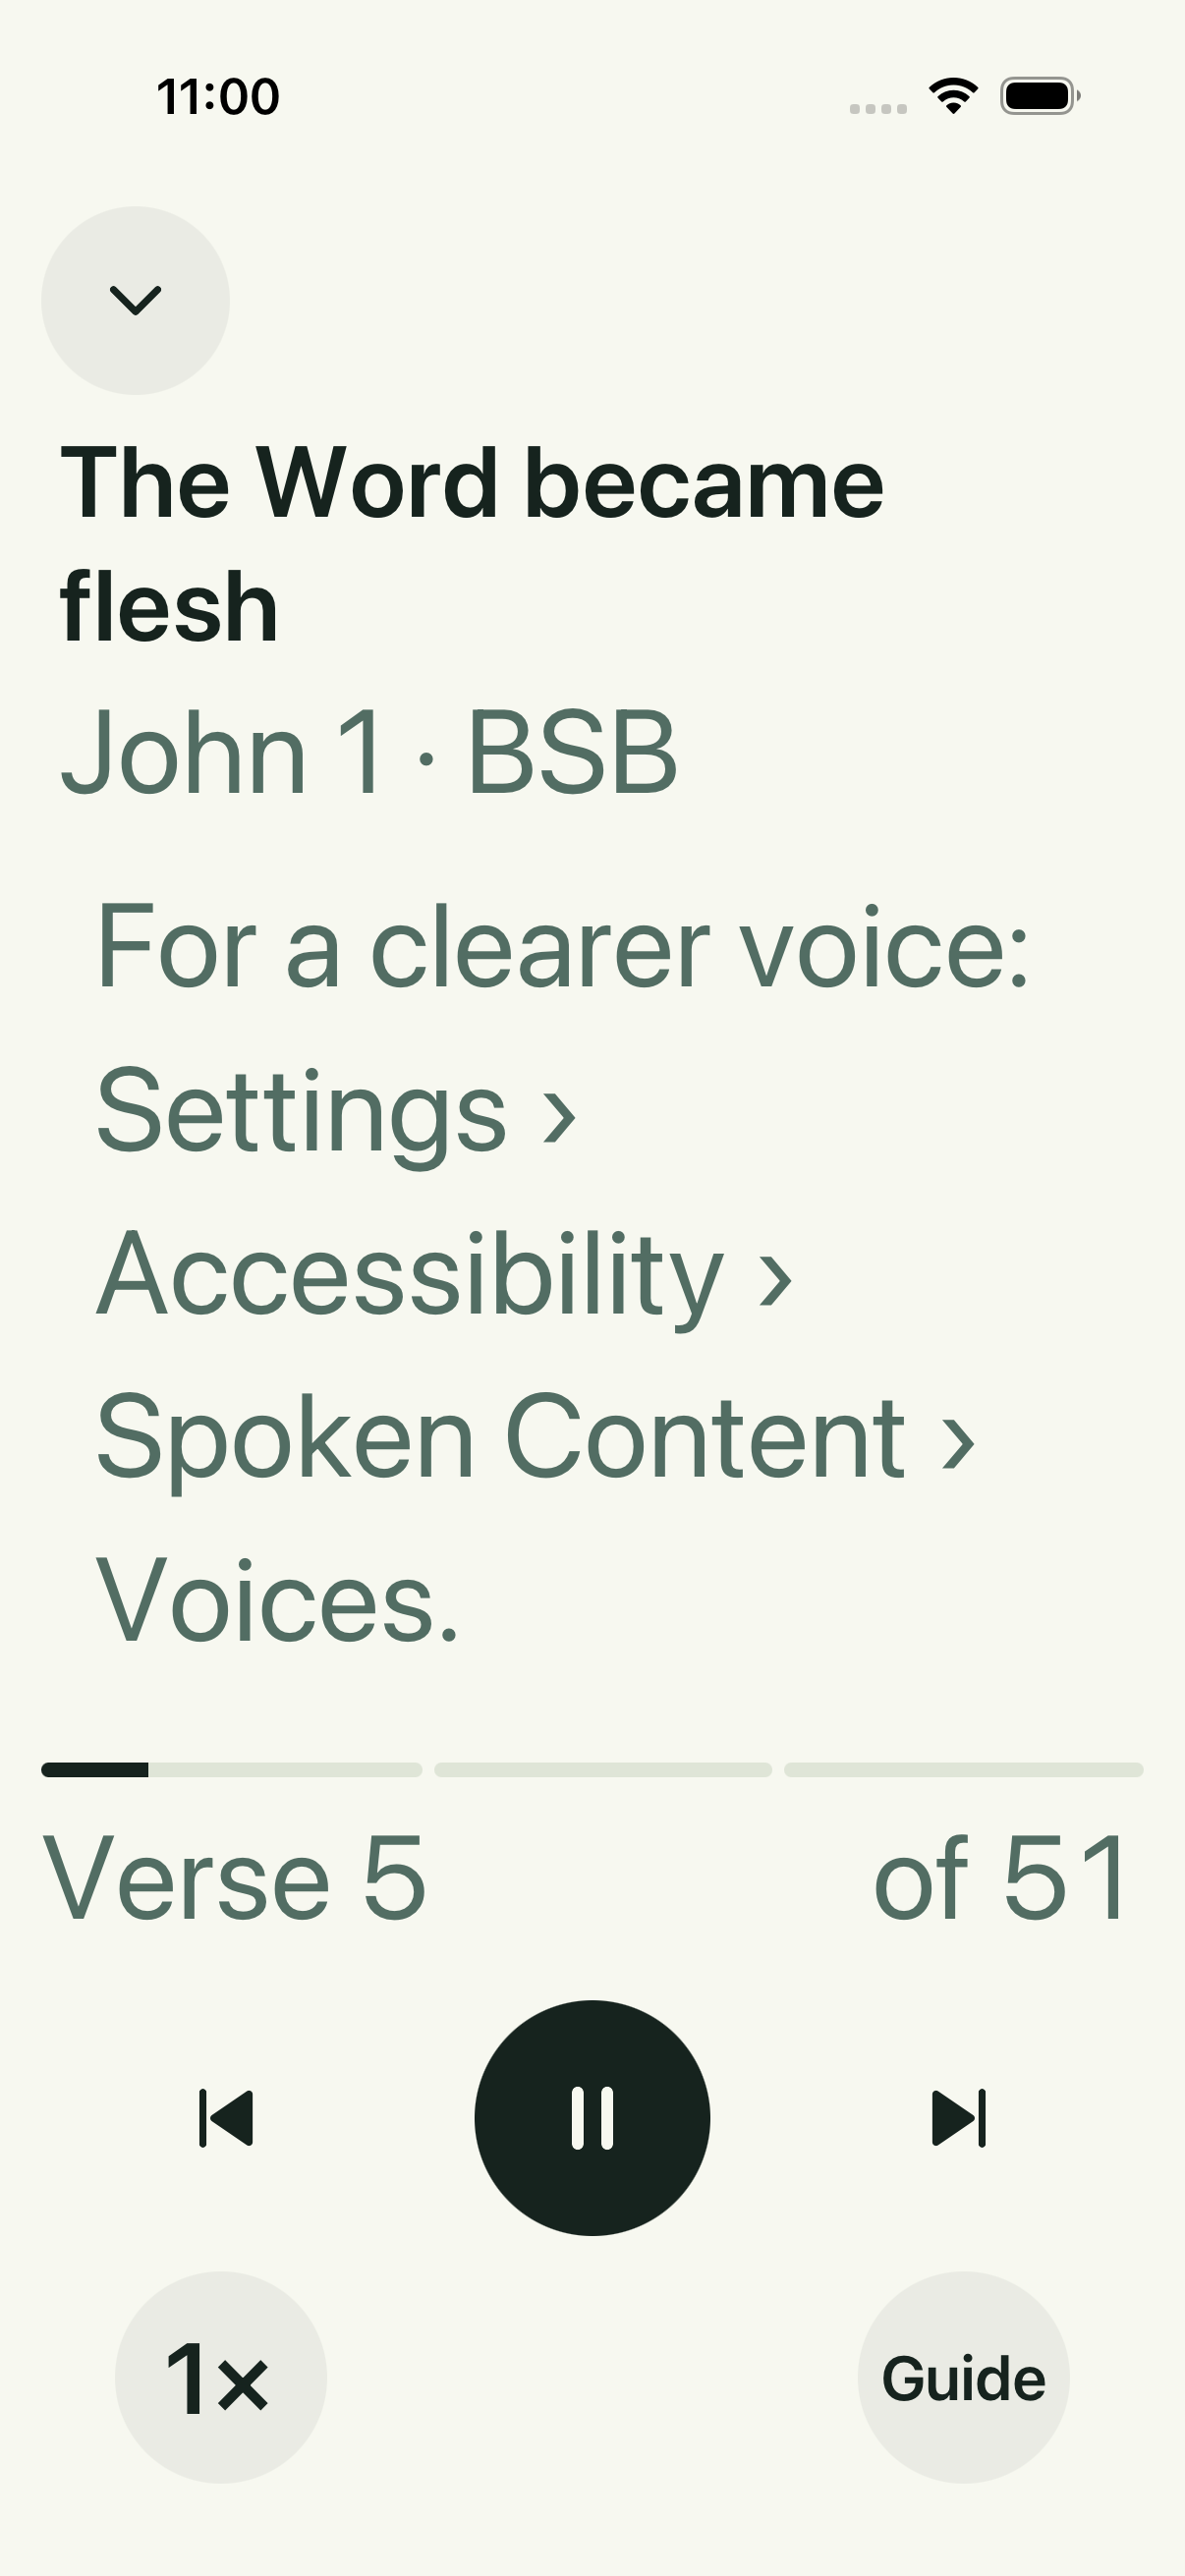 11:00
The Word became
flesh
John 1 · BSB
For a clearer voice:
Settings ›
Accessibility ›
Spoken Content ›
Voices.
Verse 5
of 51
1×
Guide